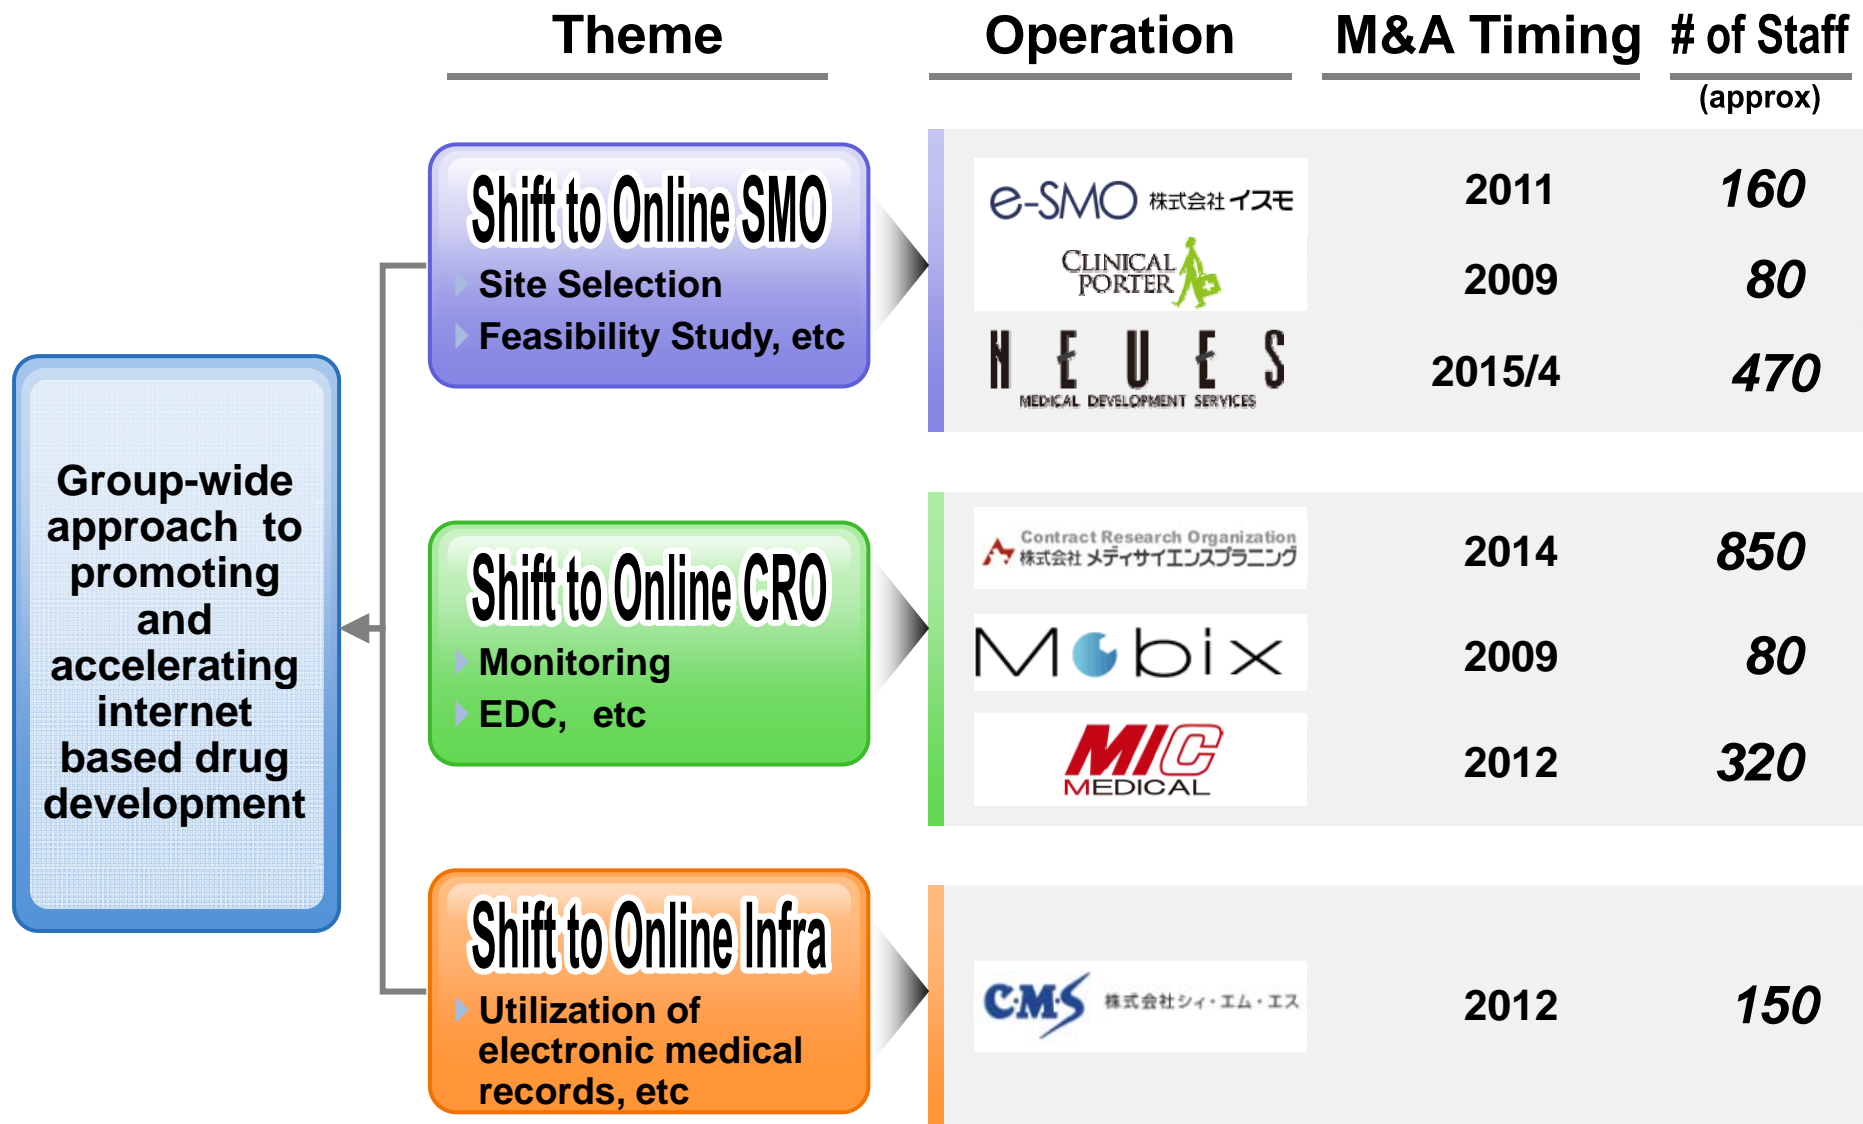 Theme
Operation
M&A Timing
# of Staff
(approx)
Group-wide
approach to
promoting
and
accelerating
internet
based drug
development
Shift to Online SMO
Site Selection
Feasibility Study, etc
e-SMO 株式会社 イスモ
2011
160
CLINICAL
PORTER
2009
80
NEUES
MEDICAL DEVELOPMENT SERVICES
2015/4
470
Shift to Online CRO
Monitoring
EDC, etc
Contract Research Organization
株式会社 メディサイエンスプラニング
2014
850
Mobix
2009
80
MIC
MEDICAL
2012
320
Shift to Online Infra
Utilization of
electronic medical
records, etc
C·M·S 株式会社シィ・エム・エス
2012
150